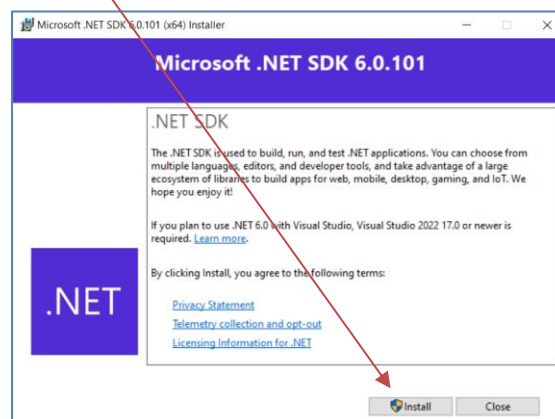 Microsoft .NET SDK 6.0.101 (x64) Installer
Microsoft .NET SDK 6.0.101
.NET SDK
The .NET SDK is used to build, run, and test .NET applications. You can choose from
multiple languages, editors, and developer tools, and take advantage of a large
ecosystem of libraries to build apps for web, mobile, desktop, gaming, and IoT. We
hope you enjoy it!
If you plan to use .NET 6.0 with Visual Studio, Visual Studio 2022 17.0 or newer is
required. Learn more.
By clicking Install, you agree to the following terms:
.NET
Privacy Statement
Telemetry collection and opt-out
Licensing Information for .NET
Install Close